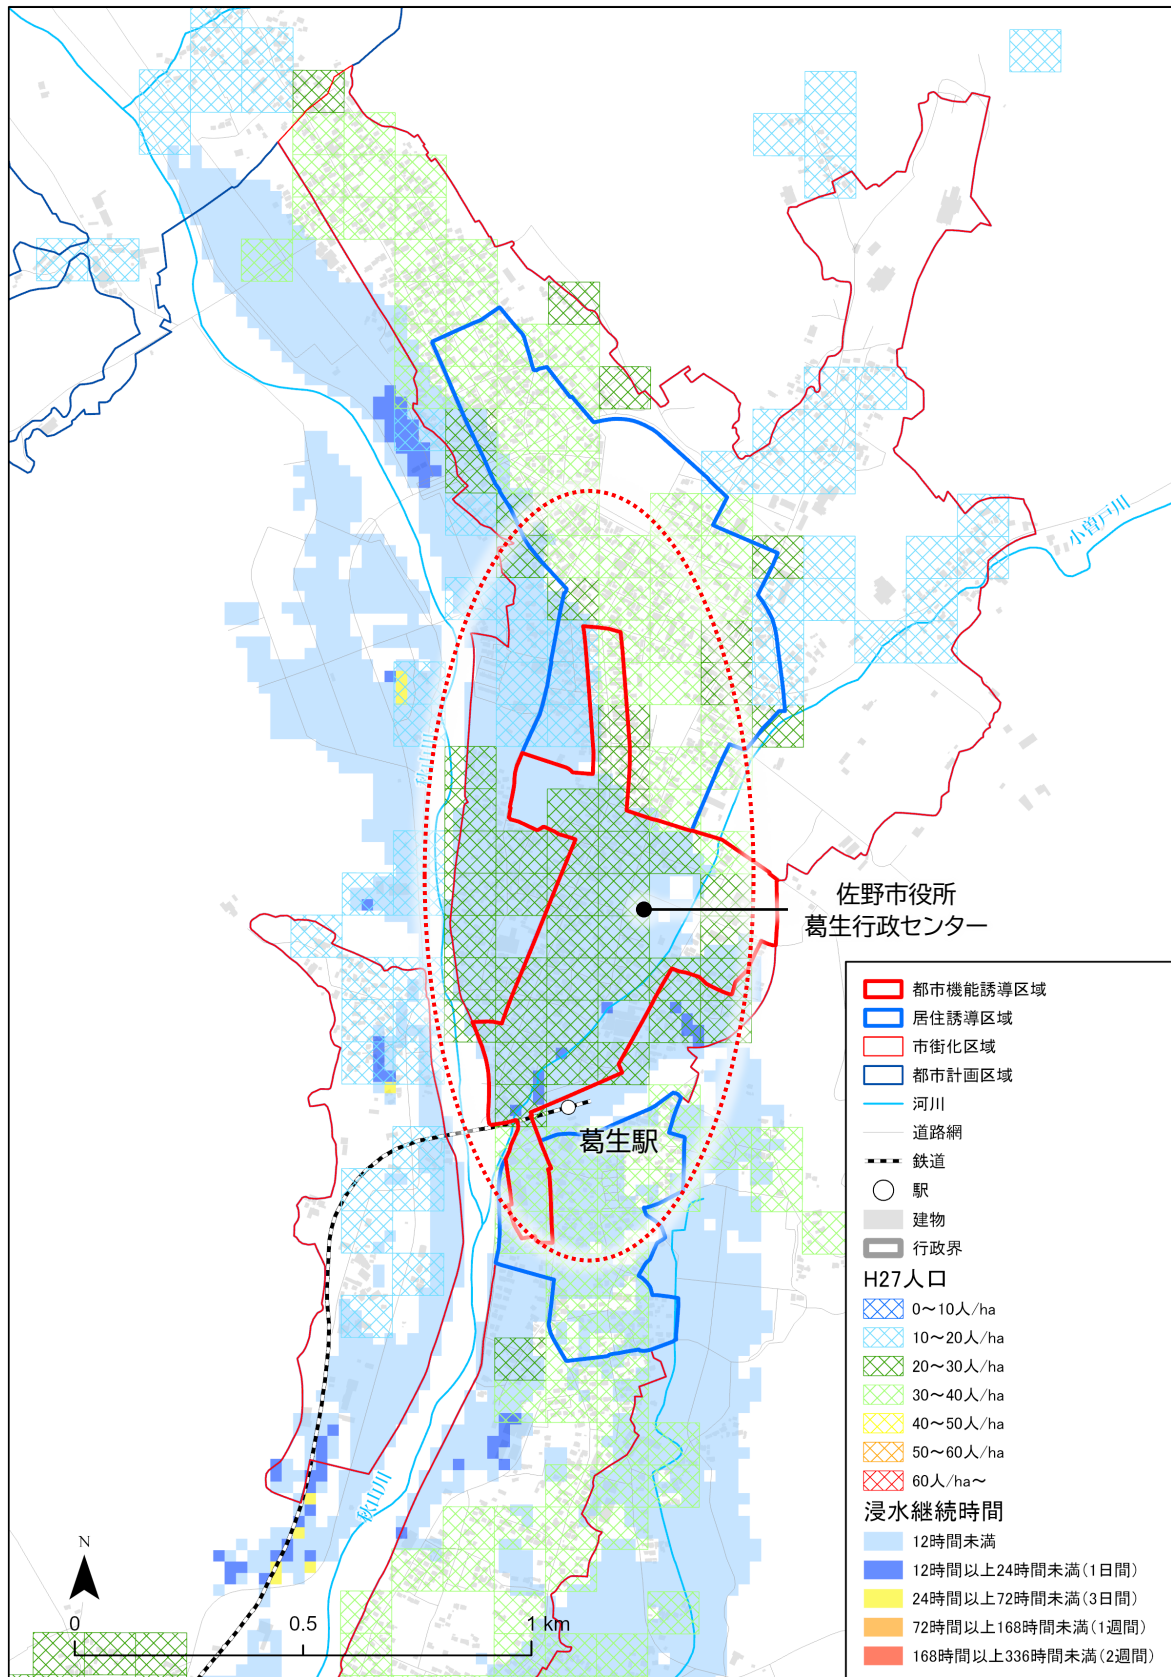 小曽戸川
秋山川
佐野市役所
葛生行政センター
葛生駅
秋山川
N
0 0.5 1 km
都市機能誘導区域
居住誘導区域
市街化区域
都市計画区域
河川
道路網
鉄道
駅
建物
行政界
H27人口
0～10人/ha
10～20人/ha
20～30人/ha
30～40人/ha
40～50人/ha
50～60人/ha
60人/ha～
浸水継続時間
12時間未満
12時間以上24時間未満(1日間)
24時間以上72時間未満(3日間)
72時間以上168時間未満(1週間)
168時間以上336時間未満(2週間)